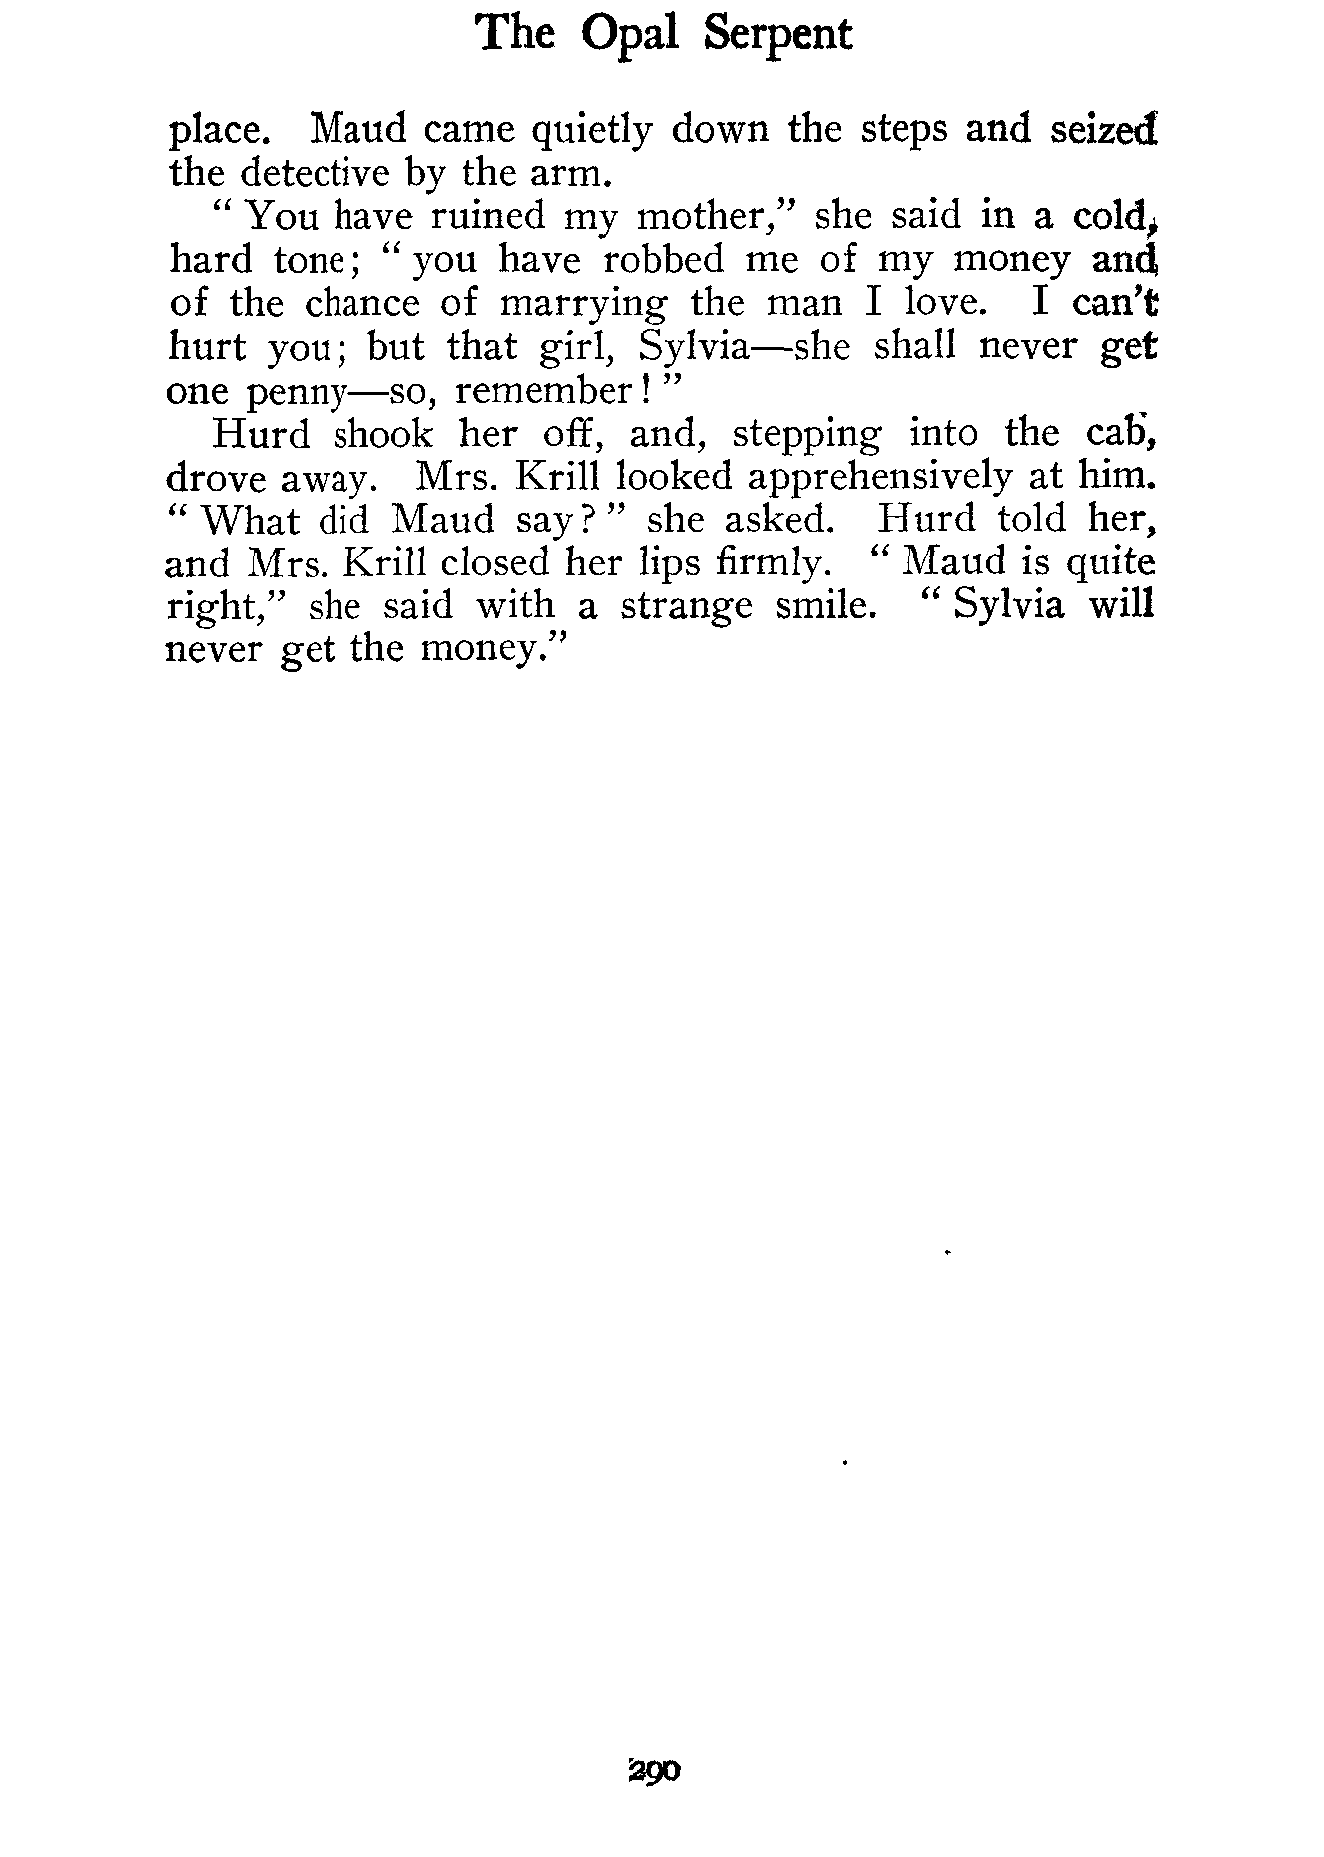 The Opal Serpent
place. Maud came quietly down the steps and seized
the detective by the arm.
“ You have ruined my mother,” she said in a cold,
hard tone; “ you have robbed me of my money and
of the chance of marrying the man I love. I can't
hurt you; but that girl, Sylvia—she shall never get
one penny—so, remember! ”
Hurd shook her off, and, stepping into the cab,
drove away. Mrs. Krill looked apprehensively at him.
“ What did Maud say? ” she asked. Hurd told her,
and Mrs. Krill closed her lips firmly. “ Maud is quite
right,” she said with a strange smile. “ Sylvia will
never get the money.”
290